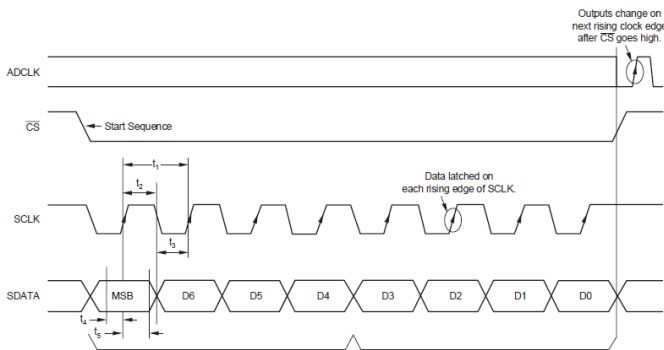 Outputs change on
next rising clock edge
after CS goes high.
ADCLK
CS
Start Sequence
t1
t2
Data latched on
each rising edge of SCLK.
SCLK
t3
SDATA
MSB
D6
D5
D4
D3
D2
D1
D0
t4
t5